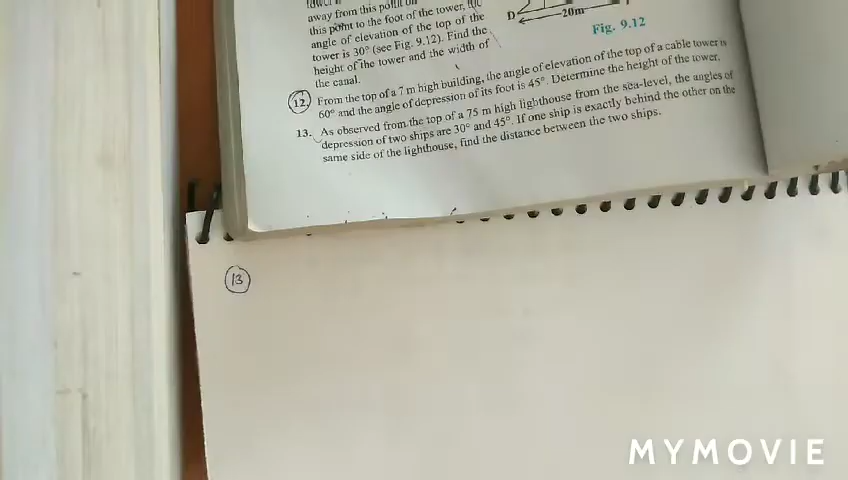 away from this point on
this point to the foot of the tower, the
angle of elevation of the top of the
tower is 30° (see Fig. 9.12). Find the
height of the tower and the width of
the canal.
D
20m
Fig. 9.12
12. From the top of a 7 m high building, the angle of elevation of the top of a cable tower is
60° and the angle of depression of its foot is 45°. Determine the height of the tower.
13. As observed from the top of a 75 m high lighthouse from the sea-level, the angles of
depression of two ships are 30° and 45°. If one ship is exactly behind the other on the
same side of the lighthouse, find the distance between the two ships.
13
MYMOVIE